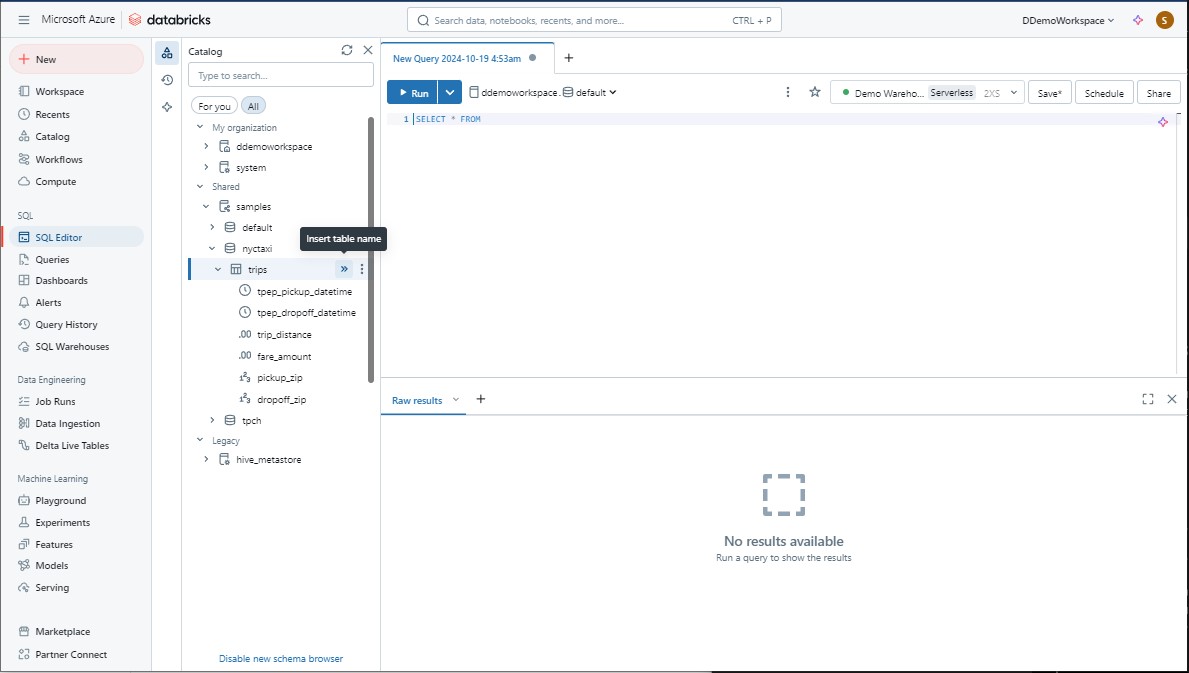 Microsoft Azure databricks
Search data, notebooks, recents, and more... CTRL + P
DDemoWorkspace S
New
Workspace
Recents
Catalog
Workflows
Compute
SQL
SQL Editor
Queries
Dashboards
Alerts
Query History
SQL Warehouses
Data Engineering
Job Runs
Data Ingestion
Delta Live Tables
Machine Learning
Playground
Experiments
Features
Models
Serving
Marketplace
Partner Connect
Catalog
Type to search...
For you All
My organization
ddemoworkspace
system
Shared
samples
default
Insert table name
nyctaxi
trips
tpep_pickup_datetime
tpep_dropoff_datetime
.00 trip_distance
.00 fare_amount
123 pickup_zip
123 dropoff_zip
tpch
Legacy
hive_metastore
Disable new schema browser
New Query 2024-10-19 4:53am
Run ddemoworkspace. default
Demo Wareho... Serverless 2XS Save* Schedule Share
1 SELECT * FROM
Raw results
No results available
Run a query to show the results